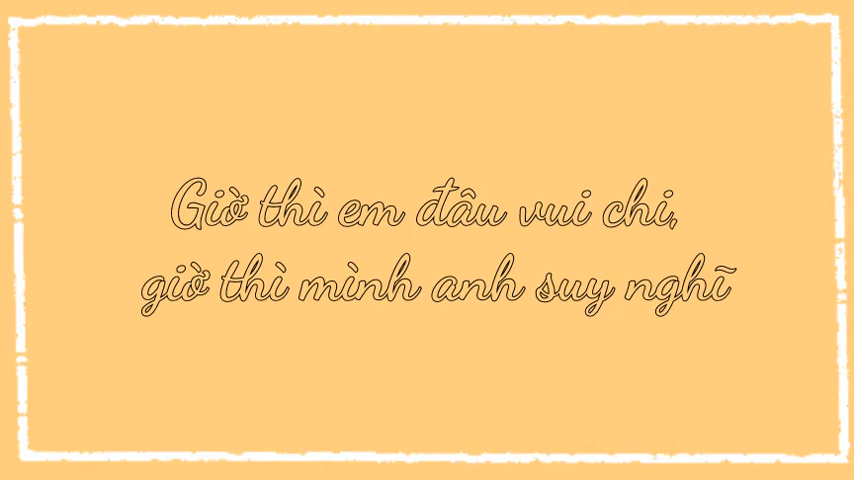 Giờ thì em đâu vui chi,
giờ thì mình anh suy nghĩ